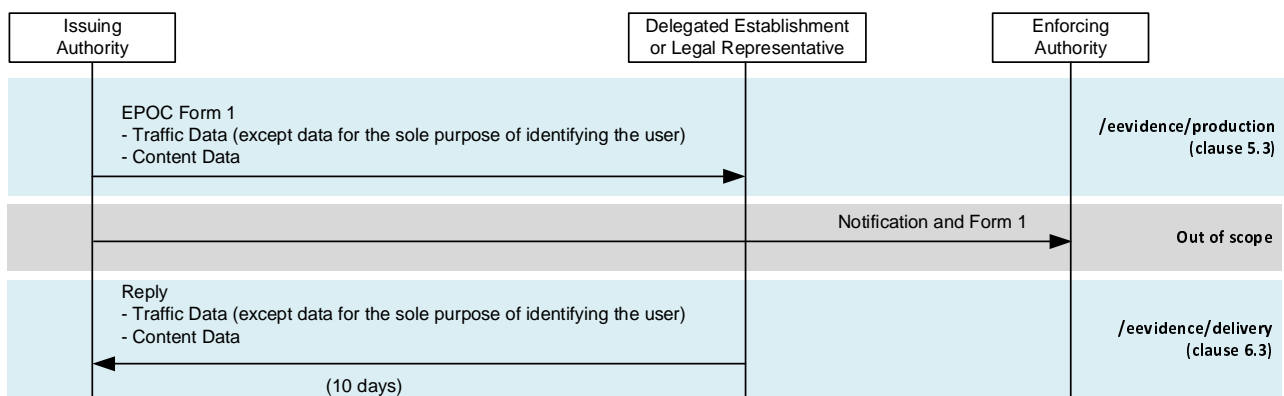 Issuing
Authority
Delegated Establishment
or Legal Representative
Enforcing
Authority
EPOC Form 1
- Traffic Data (except data for the sole purpose of identifying the user)
- Content Data
/eevidence/production
(clause 5.3)
Notification and Form 1
Out of scope
Reply
- Traffic Data (except data for the sole purpose of identifying the user)
- Content Data
/eevidence/delivery
(clause 6.3)
(10 days)